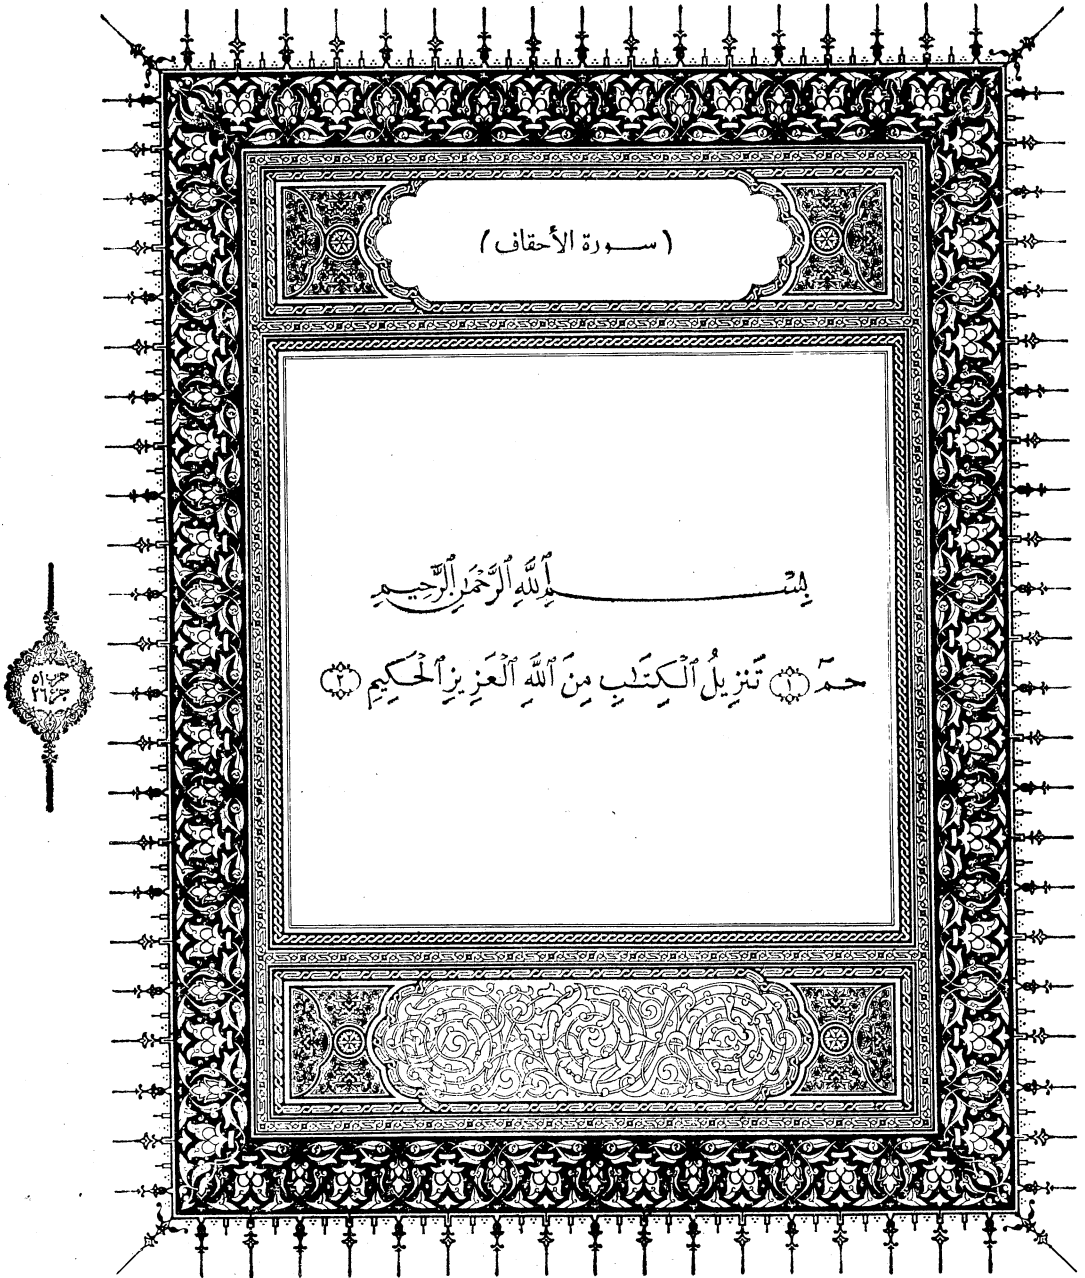 (سورة الأحقاف)
بِسْمِ ٱللَّهِ ٱلرَّحْمَٰنِ ٱلرَّحِيمِ
حمٓ ﴿١﴾ تَنزِيلُ ٱلْكِتَٰبِ مِنَ ٱللَّهِ ٱلْعَزِيزِ ٱلْحَكِيمِ ﴿٢﴾
حزب ٥١
جزء ٢٦